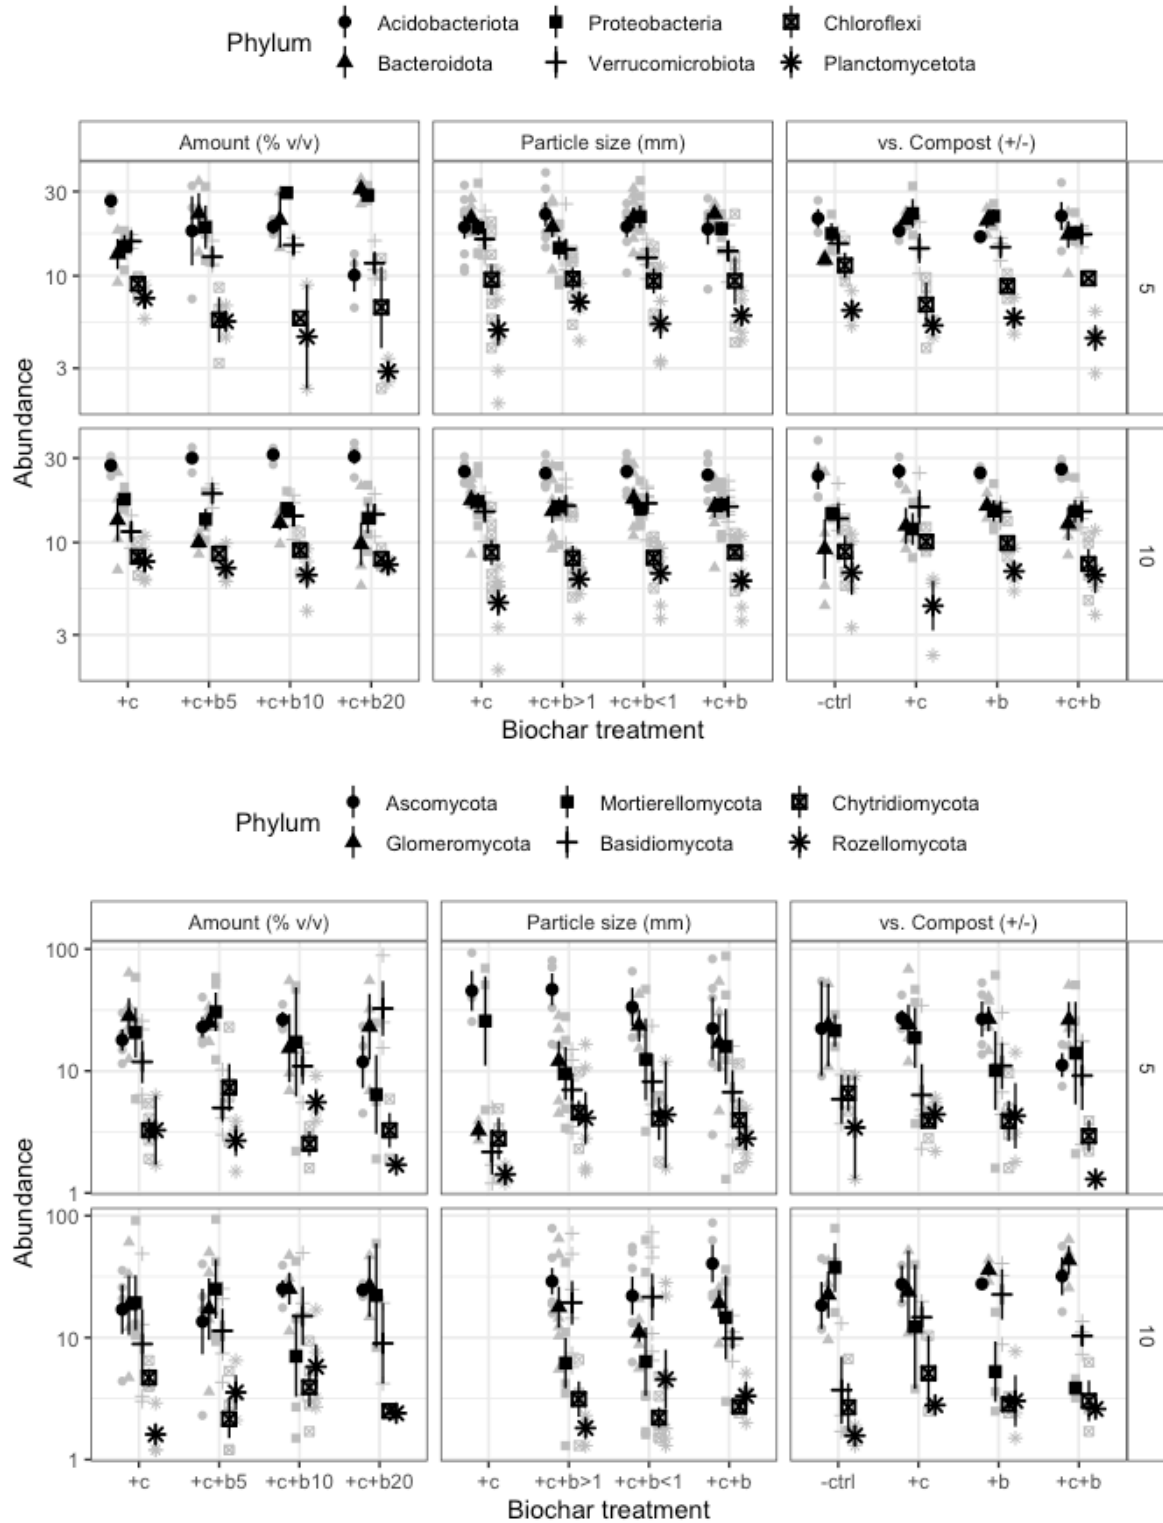 Phylum
Acidobacteriota Proteobacteria Chloroflexi
Bacteroidota Verrucomicrobiota Planctomycetota
Amount (% v/v) Particle size (mm) vs. Compost (+/-)
30
10
3
5
30
10
3
10
Abundance
+c +c+b5 +c+b10 +c+b20 +c +c+b>1 +c+b<1 +c+b -ctrl +c +b +c+b
Biochar treatment
Phylum
Ascomycota Mortierellomycota Chytridiomycota
Glomeromycota Basidiomycota Rozellomycota
Amount (% v/v) Particle size (mm) vs. Compost (+/-)
100
10
1
5
100
10
1
10
Abundance
+c +c+b5 +c+b10 +c+b20 +c +c+b>1 +c+b<1 +c+b -ctrl +c +b +c+b
Biochar treatment